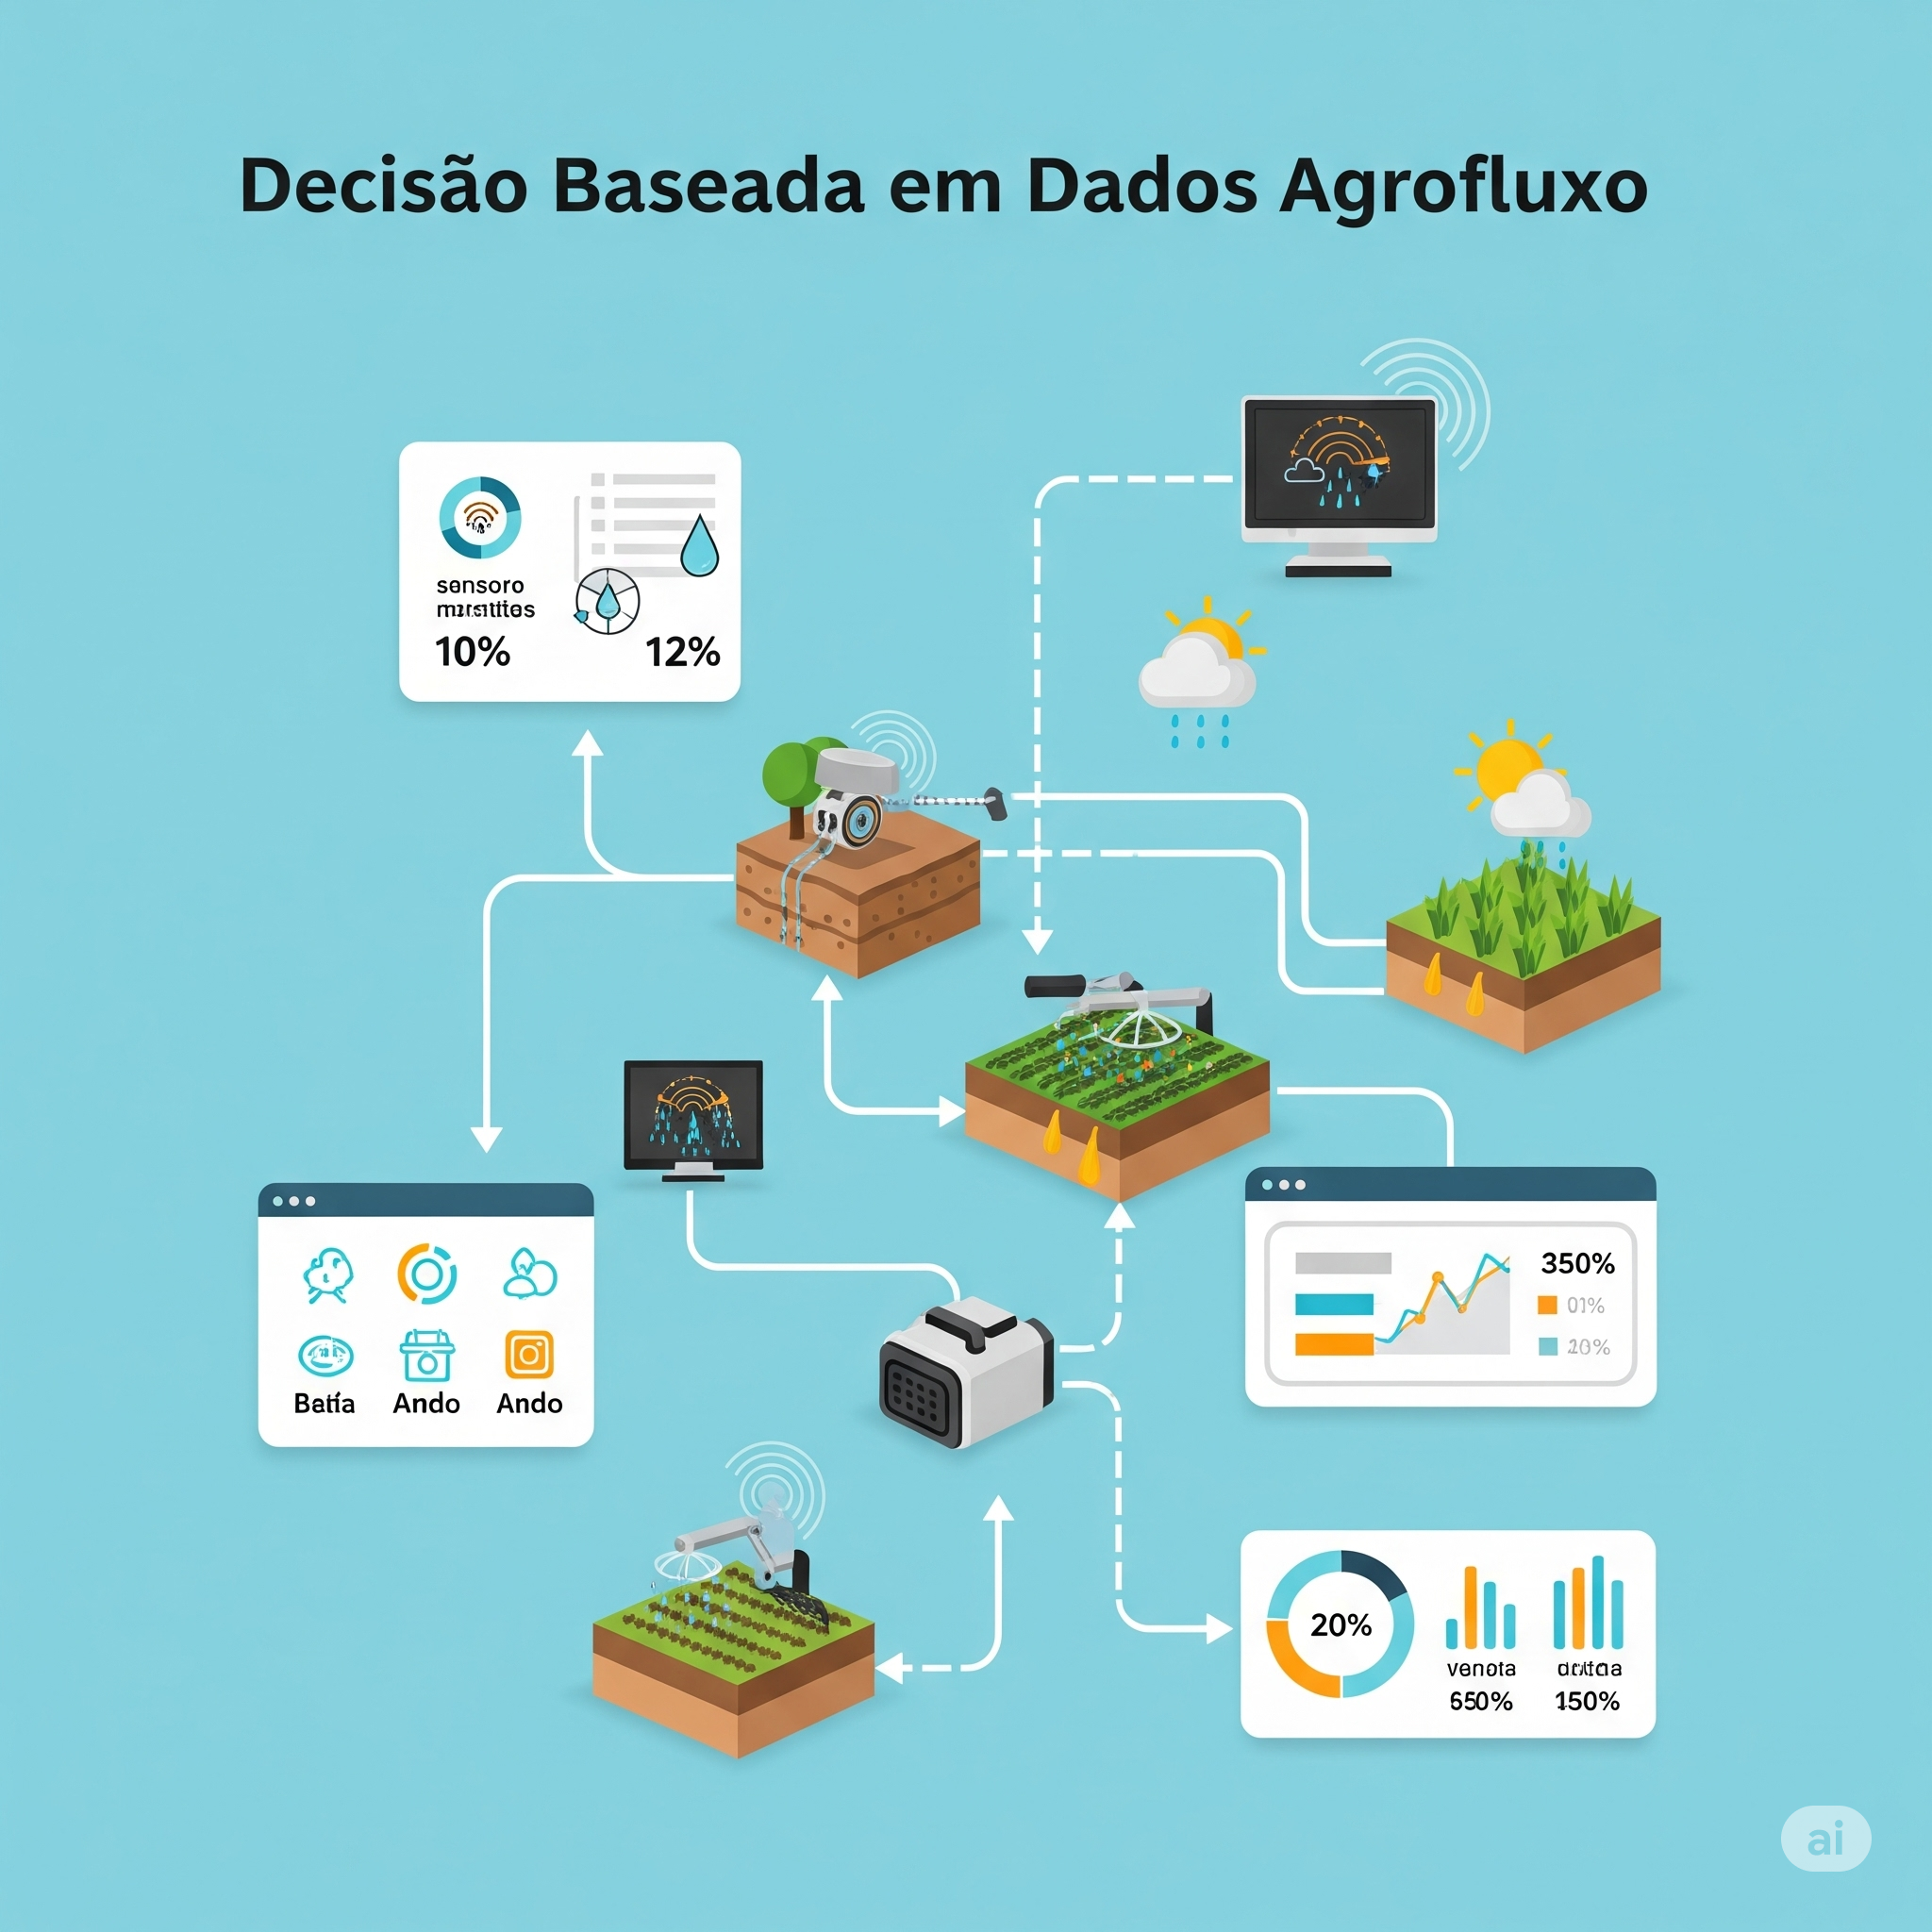 Decisão Baseada em Dados Agrofluxo
sensoro
10%
12%
Batía
Ando
Ando
350%
01%
20%
20%
venota
650%
150%
ai